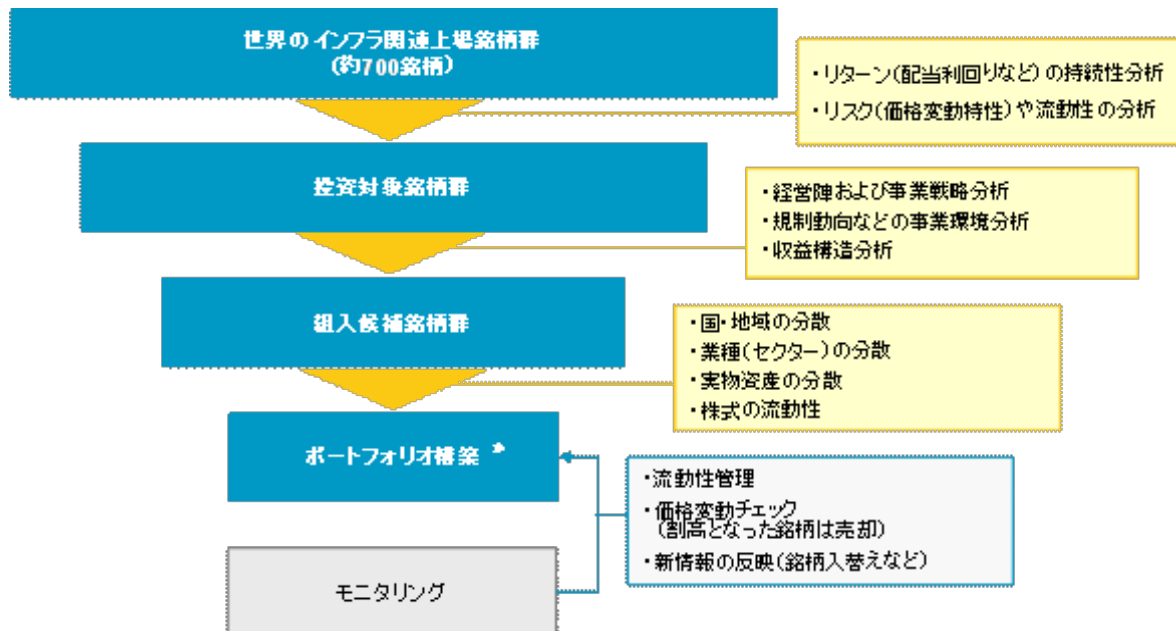 世界のインフラ関連上場銘柄群
(約700銘柄)
・リターン(配当利回りなど)の持続性分析
・リスク(価格変動特性)や流動性の分析
投資対象銘柄群
・経営陣および事業戦略分析
・規制動向などの事業環境分析
・収益構造分析
組入候補銘柄群
・国・地域の分散
・業種(セクター)の分散
・実物資産の分散
・株式の流動性
ポートフォリオ構築*
・流動性管理
・価格変動チェック
(割高となった銘柄は売却)
・新情報の反映(銘柄入替えなど)
モニタリング